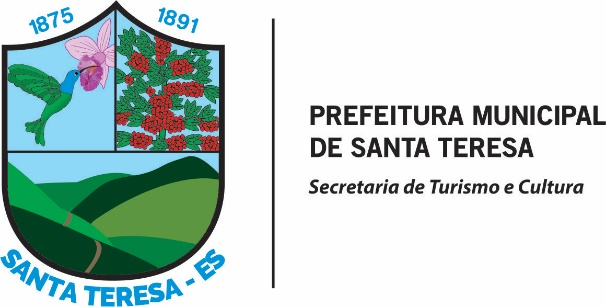 1875 1891
SANTA TERESA - ES
PREFEITURA MUNICIPAL
DE SANTA TERESA
Secretaria de Turismo e Cultura